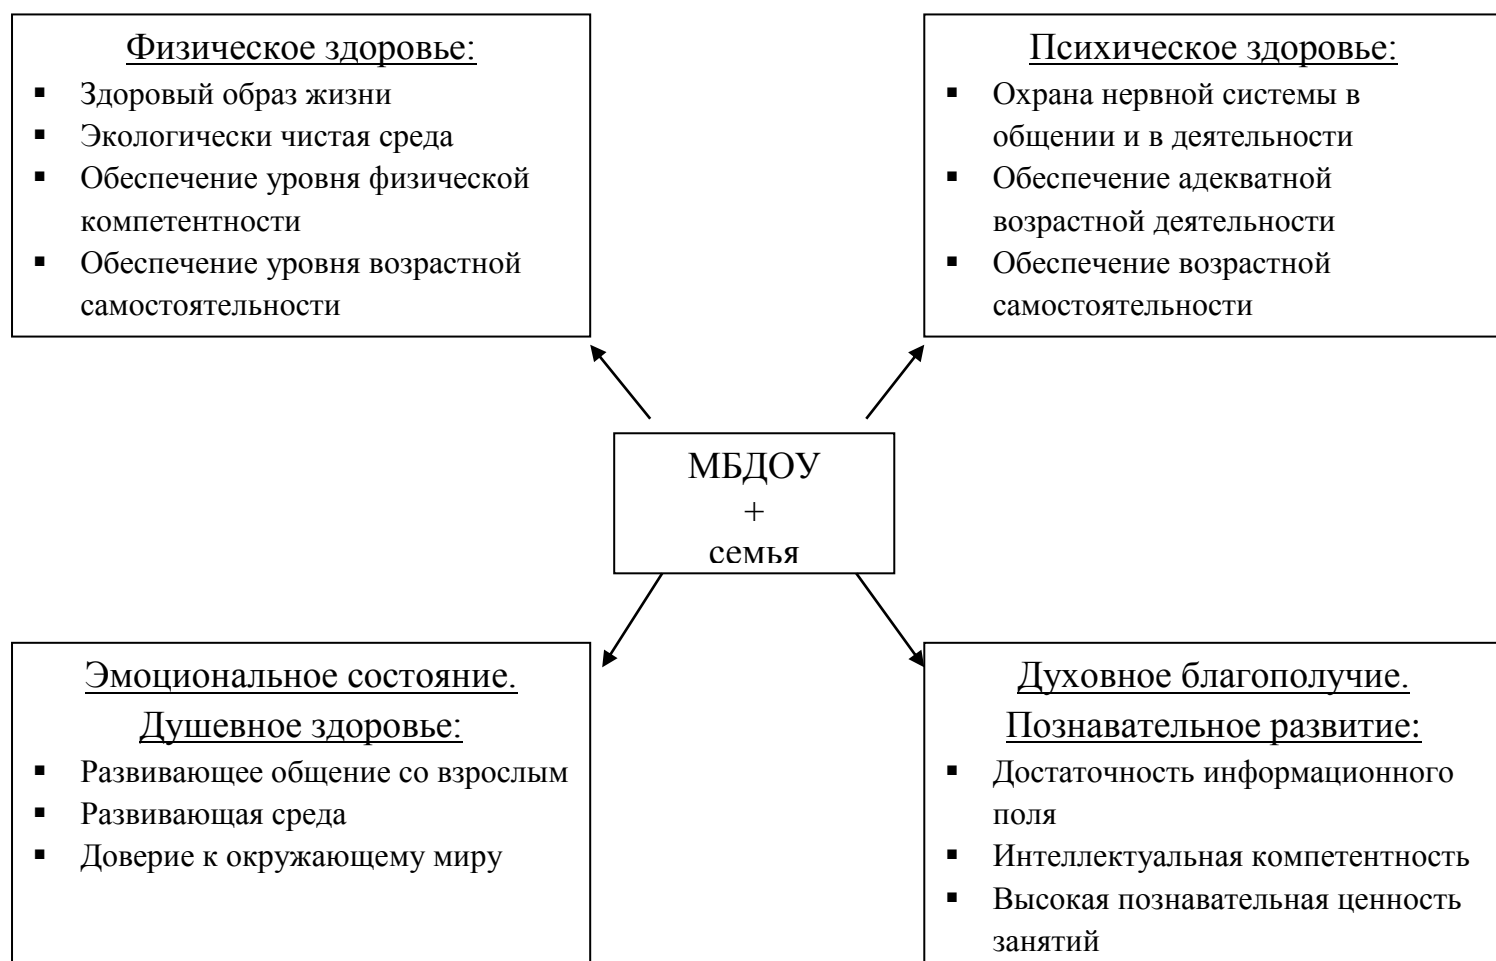 Физическое здоровье:
▪ Здоровый образ жизни
▪ Экологически чистая среда
▪ Обеспечение уровня физической
компетентности
▪ Обеспечение уровня возрастной
самостоятельности
Психическое здоровье:
▪ Охрана нервной системы в
общении и в деятельности
▪ Обеспечение адекватной
возрастной деятельности
▪ Обеспечение возрастной
самостоятельности
МБДОУ
+
семья
Эмоциональное состояние.
Душевное здоровье:
▪ Развивающее общение со взрослым
▪ Развивающая среда
▪ Доверие к окружающему миру
Духовное благополучие.
Познавательное развитие:
▪ Достаточность информационного
поля
▪ Интеллектуальная компетентность
▪ Высокая познавательная ценность
занятий